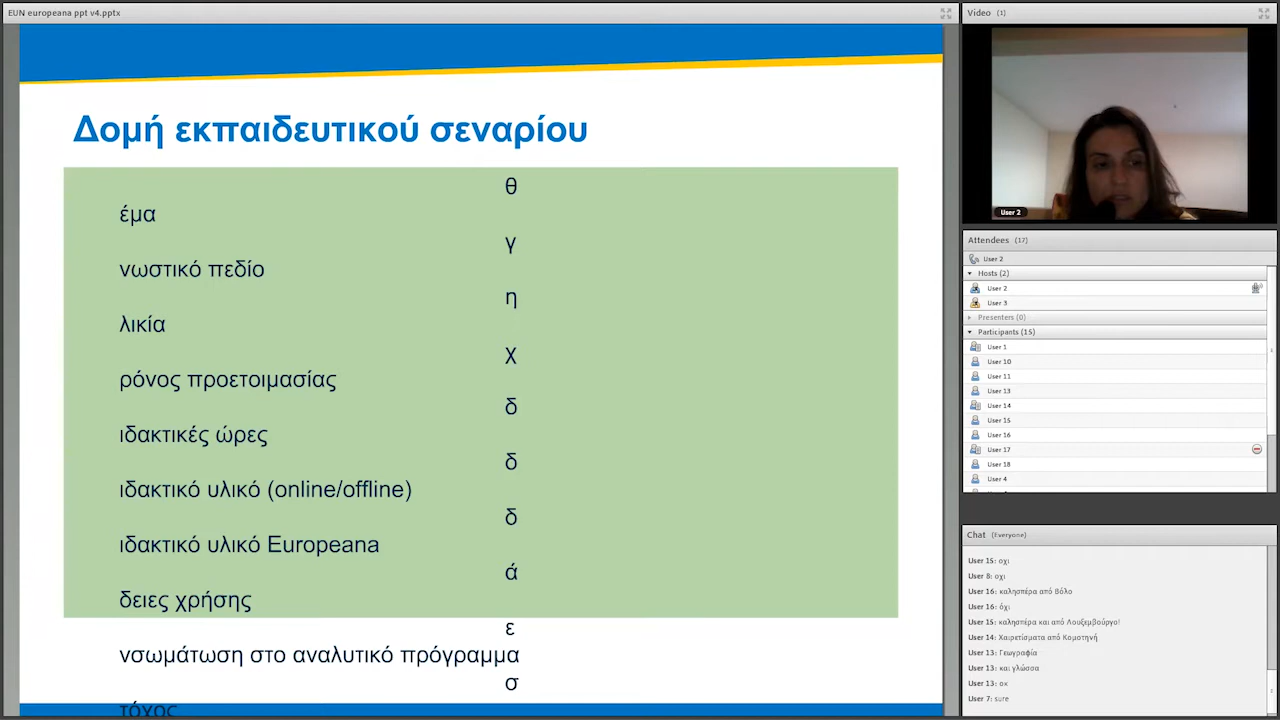 EUN europeana ppt v4.pptx
Δομή εκπαιδευτικού σεναρίου
θ
έμα
γ
νωστικό πεδίο
η
λικία
χ
ρόνος προετοιμασίας
δ
ιδακτικές ώρες
δ
ιδακτικό υλικό (online/offline)
δ
ιδακτικό υλικό Europeana
ά
δειες χρήσης
ε
νσωμάτωση στο αναλυτικό πρόγραμμα
σ
τόχος
Video (1)
User 2
Attendees (17)
User 2
Hosts (2)
User 2
User 3
Presenters (0)
Participants (15)
User 1
User 10
User 11
User 13
User 14
User 15
User 16
User 17
User 18
User 4
Chat (Everyone)
User 15: οχι
User 8: οχι
User 16: καλησπέρα από Βόλο
User 16: όχι
User 15: καλησπέρα και από Λουξεμβούργο!
User 14: Χαιρετίσματα από Κομοτηνή
User 13: Γεωγραφία
User 13: και γλώσσα
User 13: οκ
User 7: sure